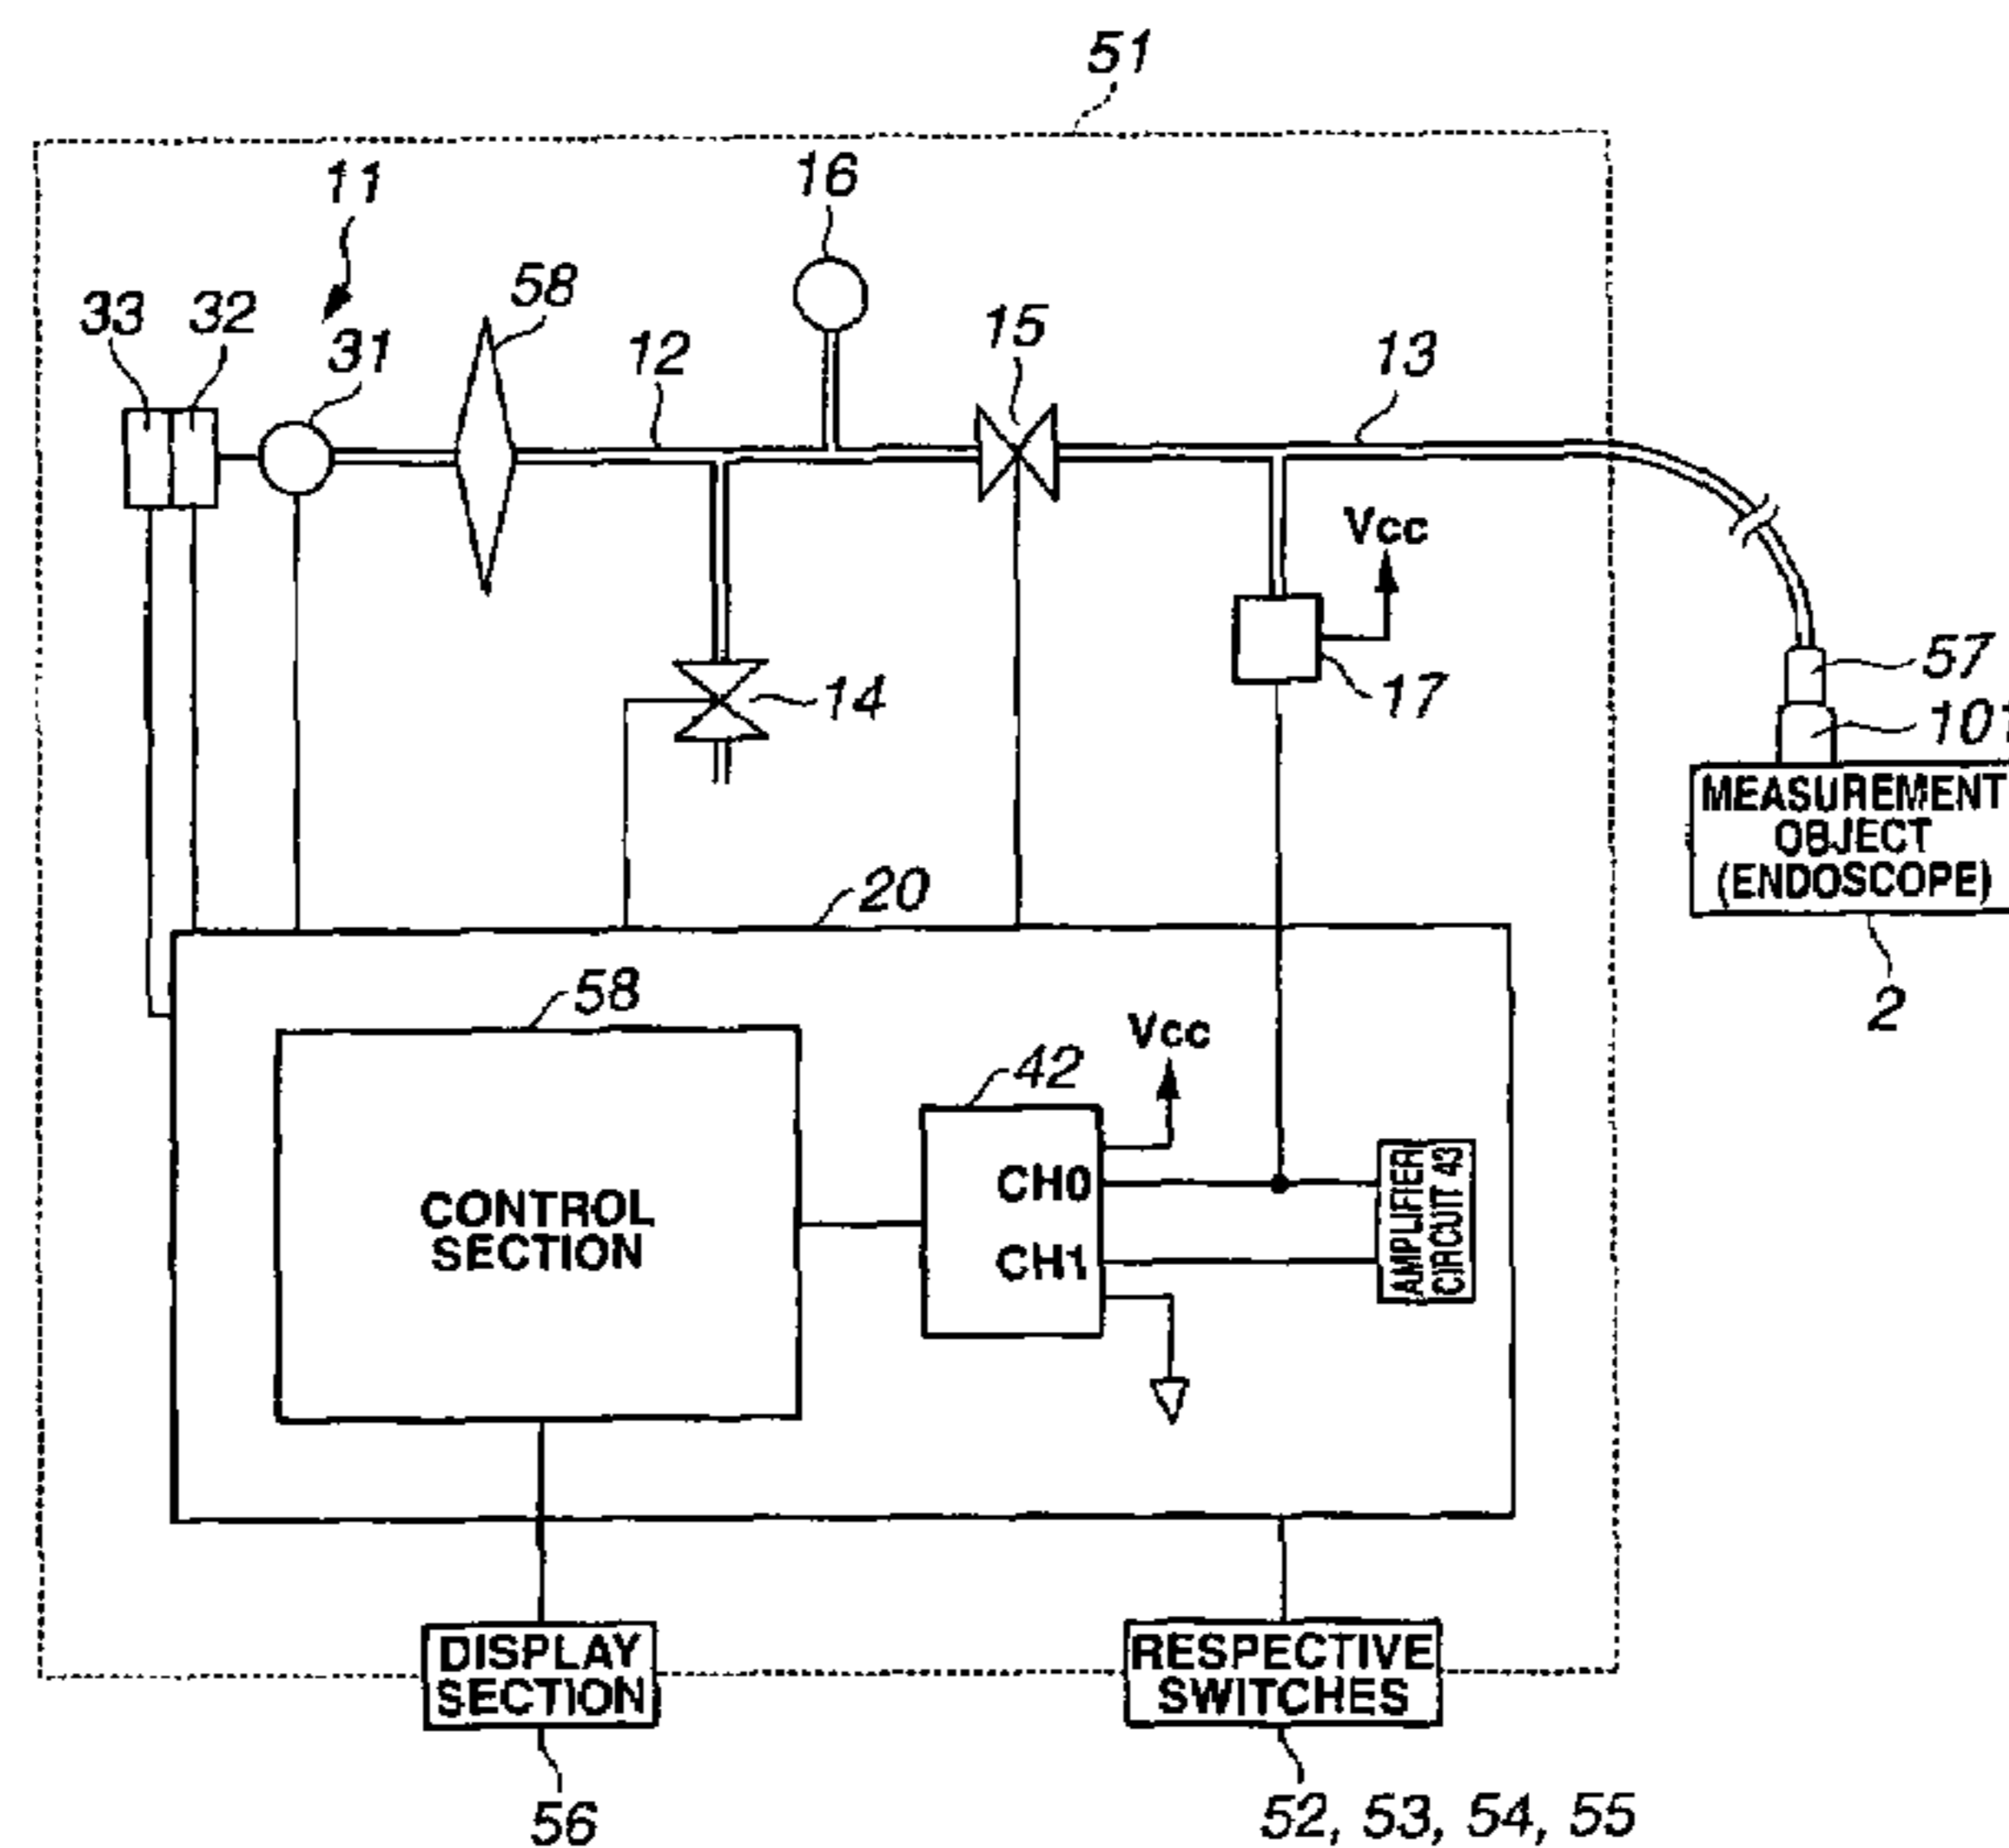 51
11
16
33
32
31
58
12
15
13
Vcc
14
17
57
101
MEASUREMENT
OBJECT
(ENDOSCOPE)
2
20
58
CONTROL
SECTION
42
Vcc
CH0
CH1
AMPLIFIER
CIRCUIT 43
DISPLAY
SECTION
56
RESPECTIVE
SWITCHES
52, 53, 54, 55